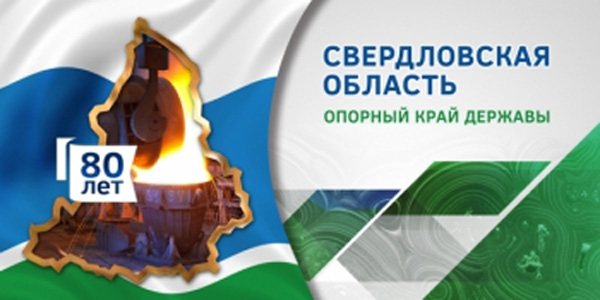 СВЕРДЛОВСКАЯ
ОБЛАСТЬ
ОПОРНЫЙ КРАЙ ДЕРЖАВЫ
80
лет